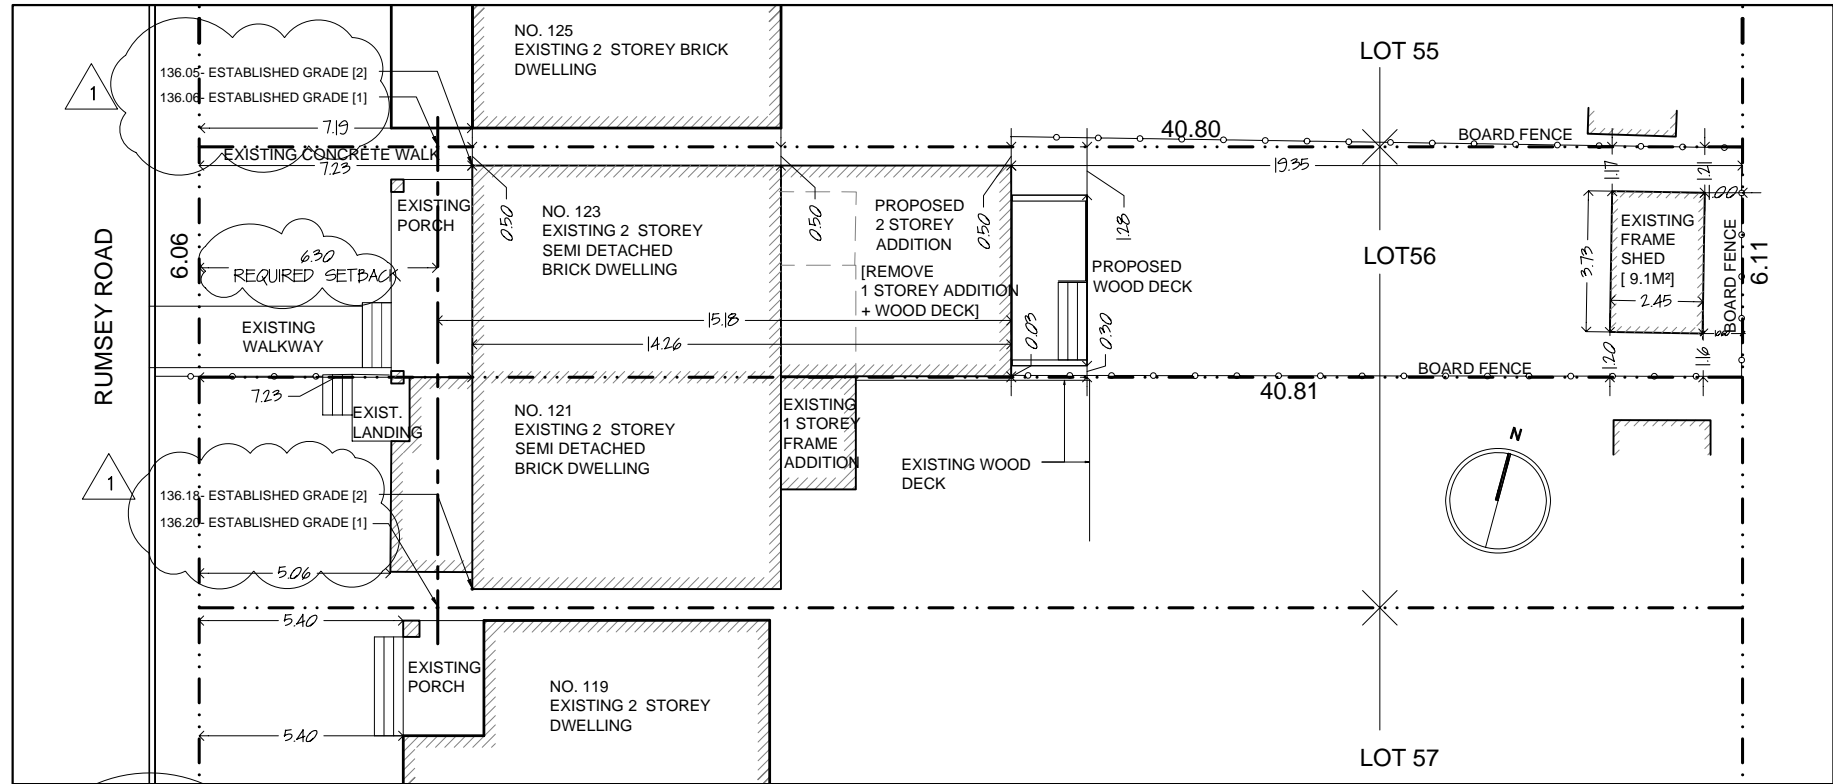 NO. 125
EXISTING 2 STOREY BRICK
DWELLING
LOT 55
136.05- ESTABLISHED GRADE [2]
136.06- ESTABLISHED GRADE [1]
1
7.19
EXISTING CONCRETE WALK
7.23
40.80
BOARD FENCE
19.35
1.17
1.21
1.00
EXISTING
PORCH
0.50
NO. 123
EXISTING 2 STOREY
SEMI DETACHED
BRICK DWELLING
0.50
PROPOSED
2 STOREY
ADDITION
0.50
[REMOVE
1 STOREY ADDITION
+ WOOD DECK]
1.28
PROPOSED
WOOD DECK
LOT56
EXISTING
FRAME
SHED
[ 9.1M²]
3.73
2.45
BOARD FENCE
6.11
RUMSEY ROAD
6.06
6.30
REQUIRED SETBACK
EXISTING
WALKWAY
15.18
14.26
0.03
0.30
1.20
1.16
BOARD FENCE
40.81
7.23
EXIST.
LANDING
NO. 121
EXISTING 2 STOREY
SEMI DETACHED
BRICK DWELLING
EXISTING
1 STOREY
FRAME
ADDITION
EXISTING WOOD
DECK
N
1
136.18- ESTABLISHED GRADE [2]
136.20- ESTABLISHED GRADE [1]
5.06
5.40
EXISTING
PORCH
NO. 119
EXISTING 2 STOREY
DWELLING
5.40
LOT 57